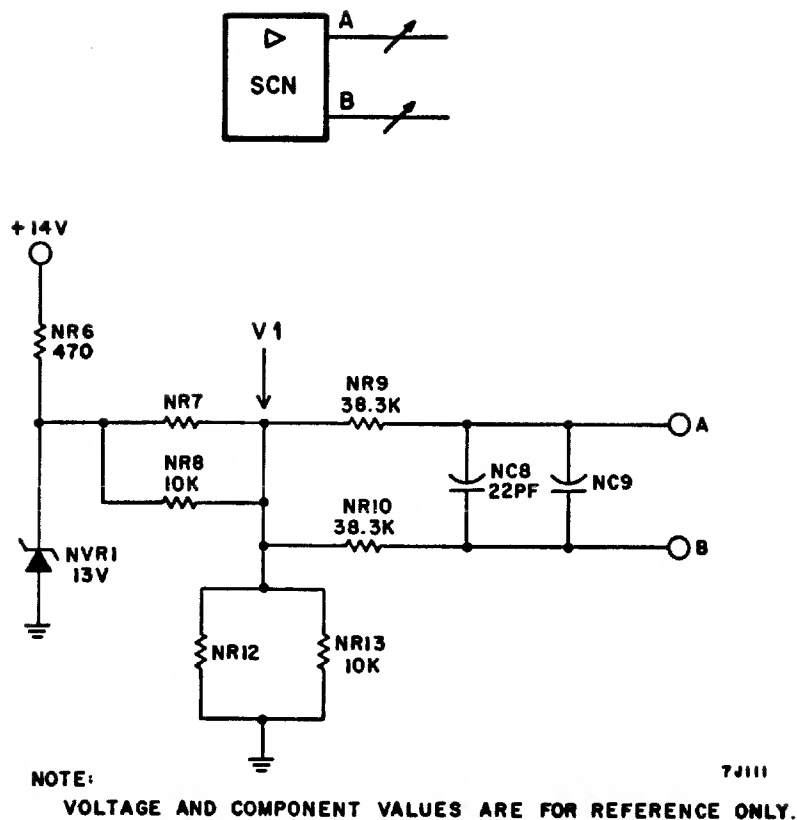 A
SCN
B
+14V
NR6
470
V1
NR7
NR9
38.3K
A
NR8
10K
NC8
22PF
NC9
NR10
38.3K
NVR1
13V
B
NR12
NR13
10K
7J111
NOTE:
VOLTAGE AND COMPONENT VALUES ARE FOR REFERENCE ONLY.